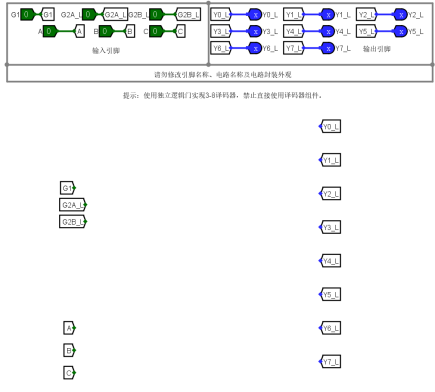 G1 0 G1 G2A_L 0 G2A_L G2B_L 0 G2B_L Y0_L x Y0_L Y1_L x Y1_L Y2_L x Y2_L
A 0 A B 0 B C 0 C Y3_L x Y3_L Y4_L x Y4_L Y5_L x Y5_L
输入引脚 Y6_L x Y6_L Y7_L x Y7_L 输出引脚
请勿修改引脚名称、电路名称及电路封装外观
提示：使用独立逻辑门实现3-8译码器，禁止直接使用译码器组件。
Y0_L
Y1_L
G1
Y2_L
G2A_L
G2B_L
Y3_L
Y4_L
Y5_L
A
Y6_L
B
Y7_L
C